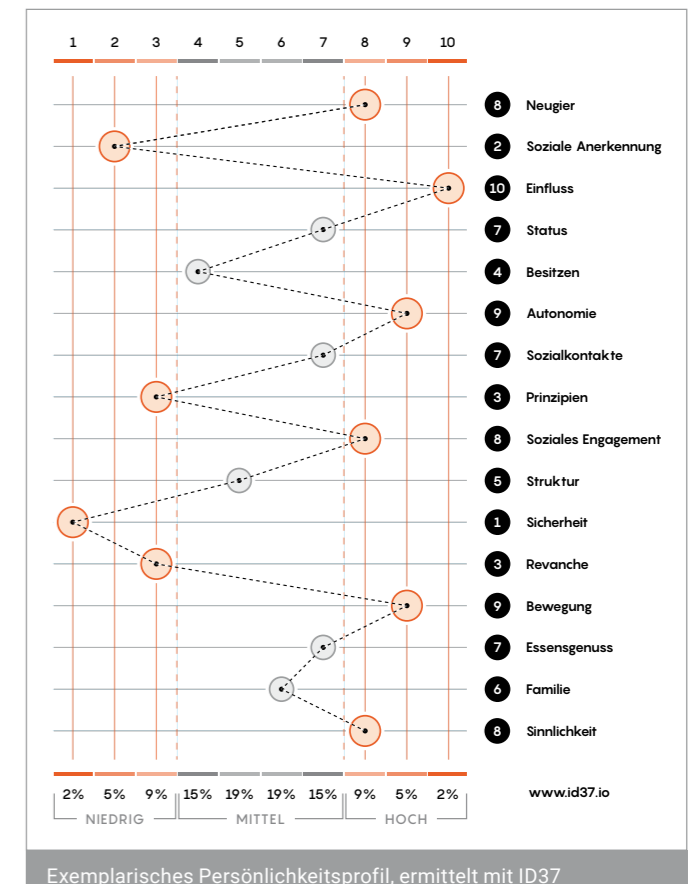 1 2 3 4 5 6 7 8 9 10
8 Neugier
2 Soziale Anerkennung
10 Einfluss
7 Status
4 Besitzen
9 Autonomie
7 Sozialkontakte
3 Prinzipien
8 Soziales Engagement
5 Struktur
1 Sicherheit
3 Revanche
9 Bewegung
7 Essensgenuss
6 Familie
8 Sinnlichkeit
2% 5% 9% 15% 19% 19% 15% 9% 5% 2% www.id37.io
NIEDRIG MITTEL HOCH
Exemplarisches Persönlichkeitsprofil, ermittelt mit ID37